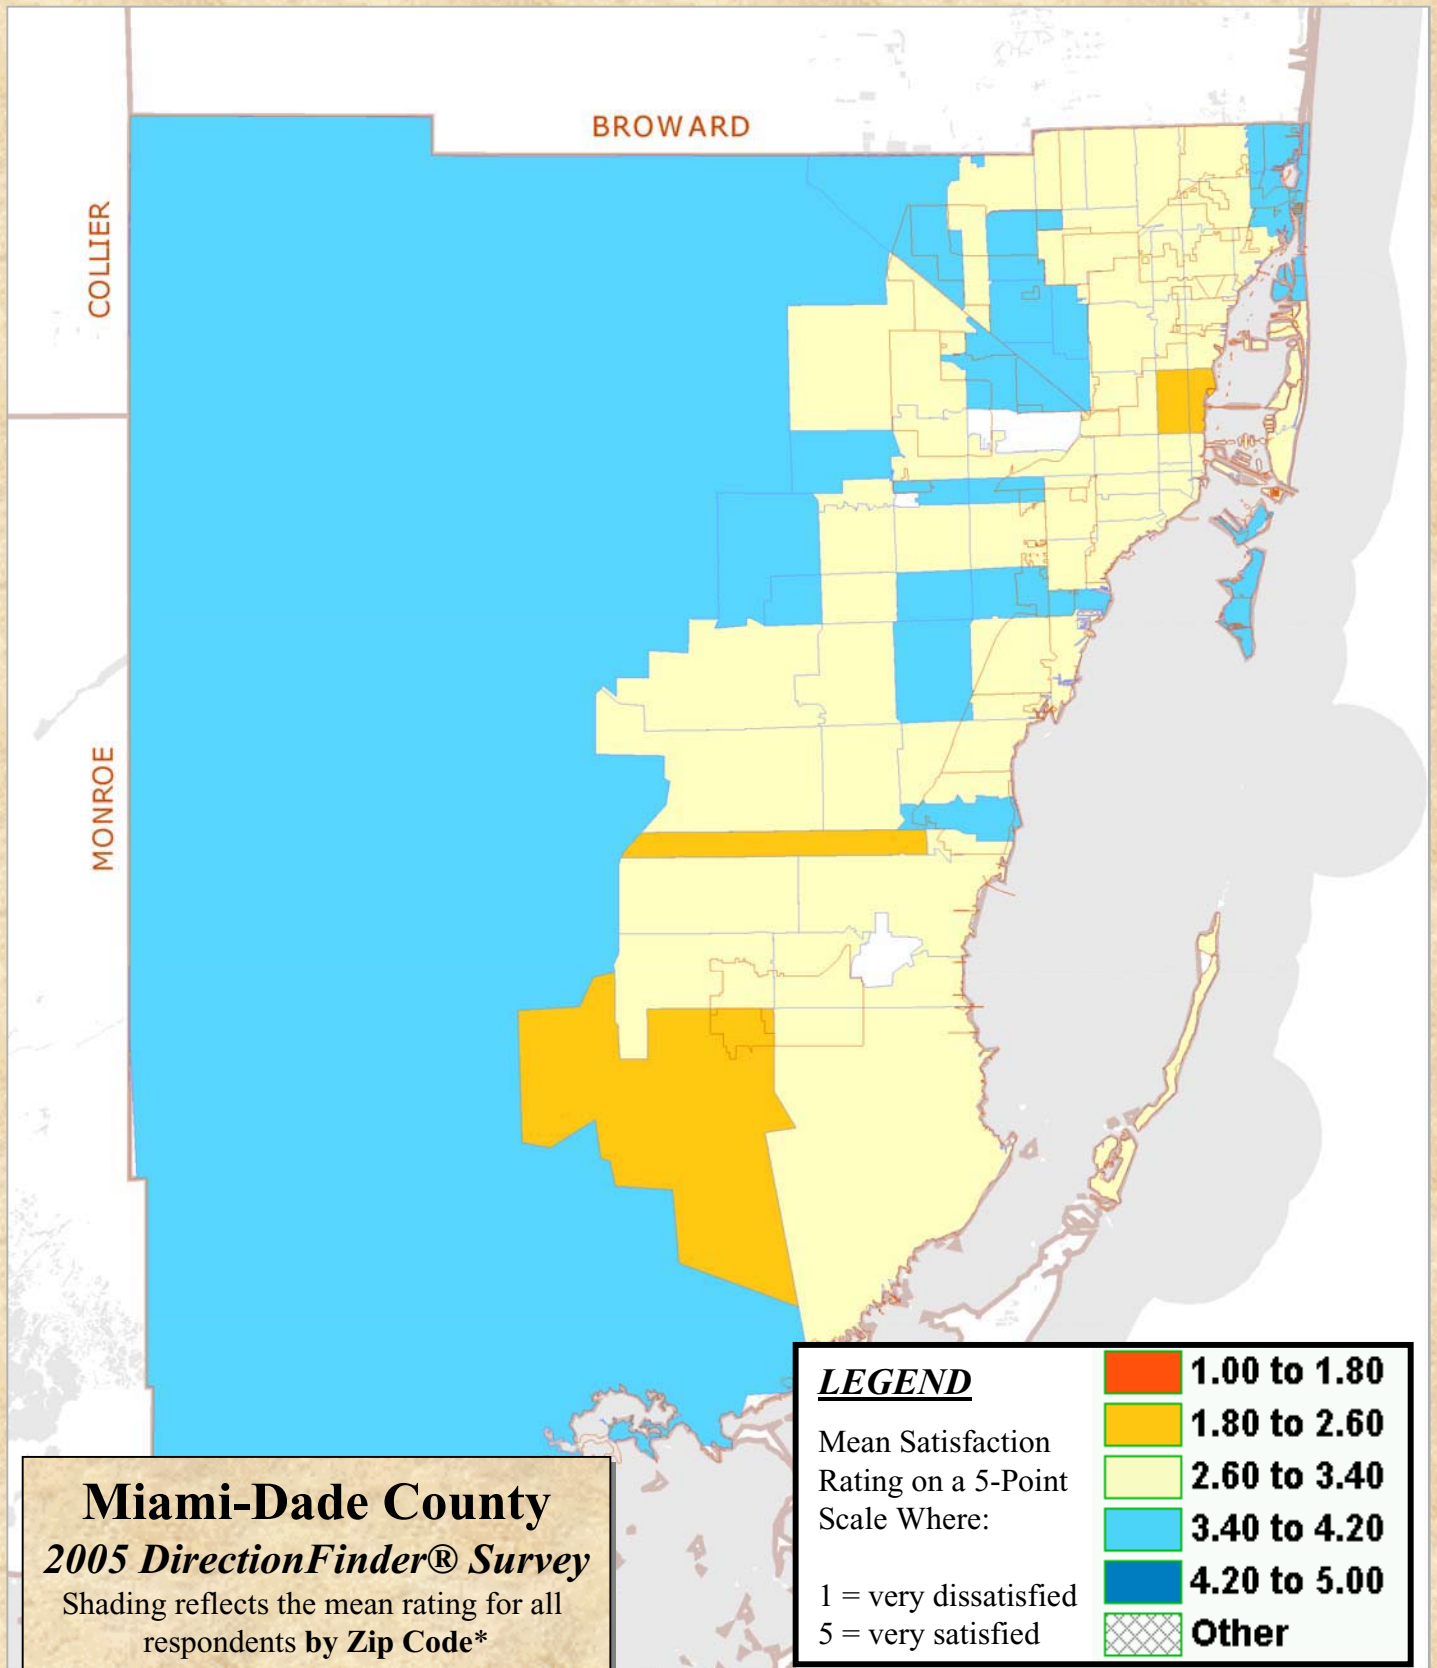 BROWARD
COLLIER
MONROE
LEGEND
Mean Satisfaction
Rating on a 5-Point
Scale Where:
1 = very dissatisfied
5 = very satisfied
1.00 to 1.80
1.80 to 2.60
2.60 to 3.40
3.40 to 4.20
4.20 to 5.00
Other
Miami-Dade County
2005 DirectionFinder® Survey
Shading reflects the mean rating for all
respondents by Zip Code*